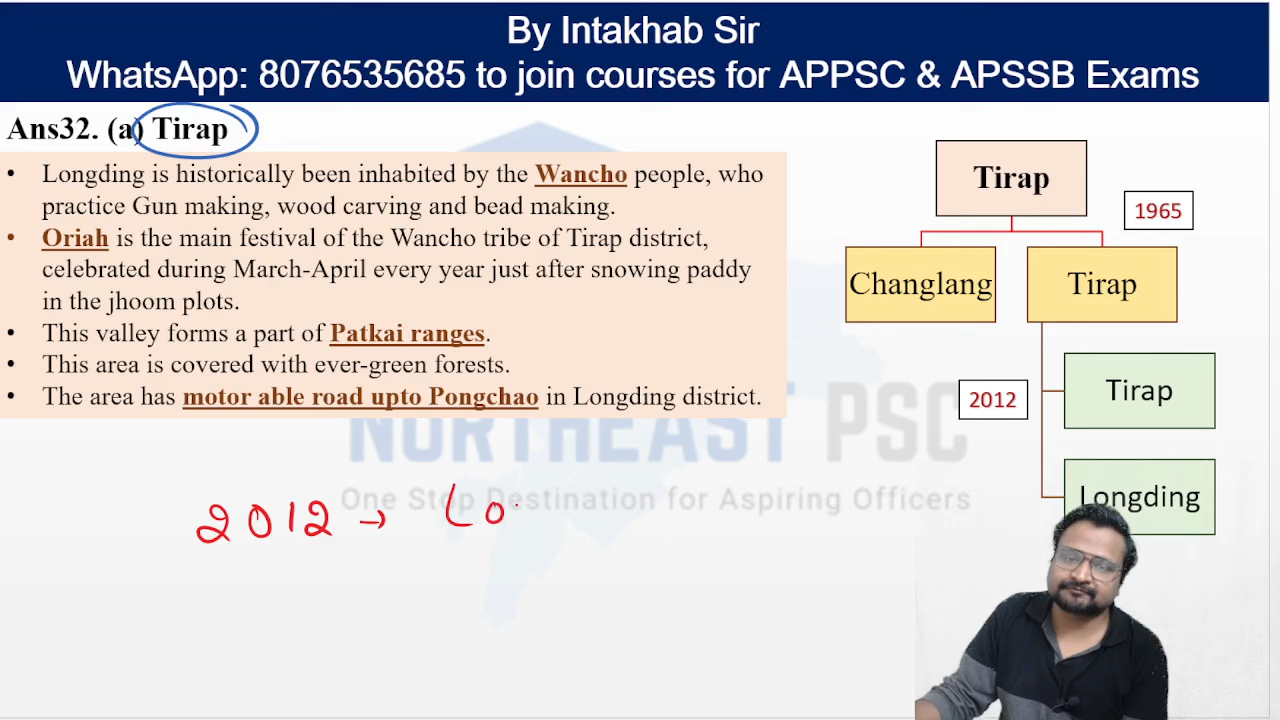 By Intakhab Sir
WhatsApp: 8076535685 to join courses for APPSC & APSSB Exams
Ans32. (a) Tirap
• Longding is historically been inhabited by the Wancho people, who
practice Gun making, wood carving and bead making.
• Oriah is the main festival of the Wancho tribe of Tirap district,
celebrated during March-April every year just after snowing paddy
in the jhoom plots.
• This valley forms a part of Patkai ranges.
• This area is covered with ever-green forests.
• The area has motor able road upto Pongchao in Longding district.
Tirap
1965
Changlang
Tirap
2012
Tirap
Longding
NORTHEAST PSC
One Stop Destination for Aspiring Officers
2012 → Lo